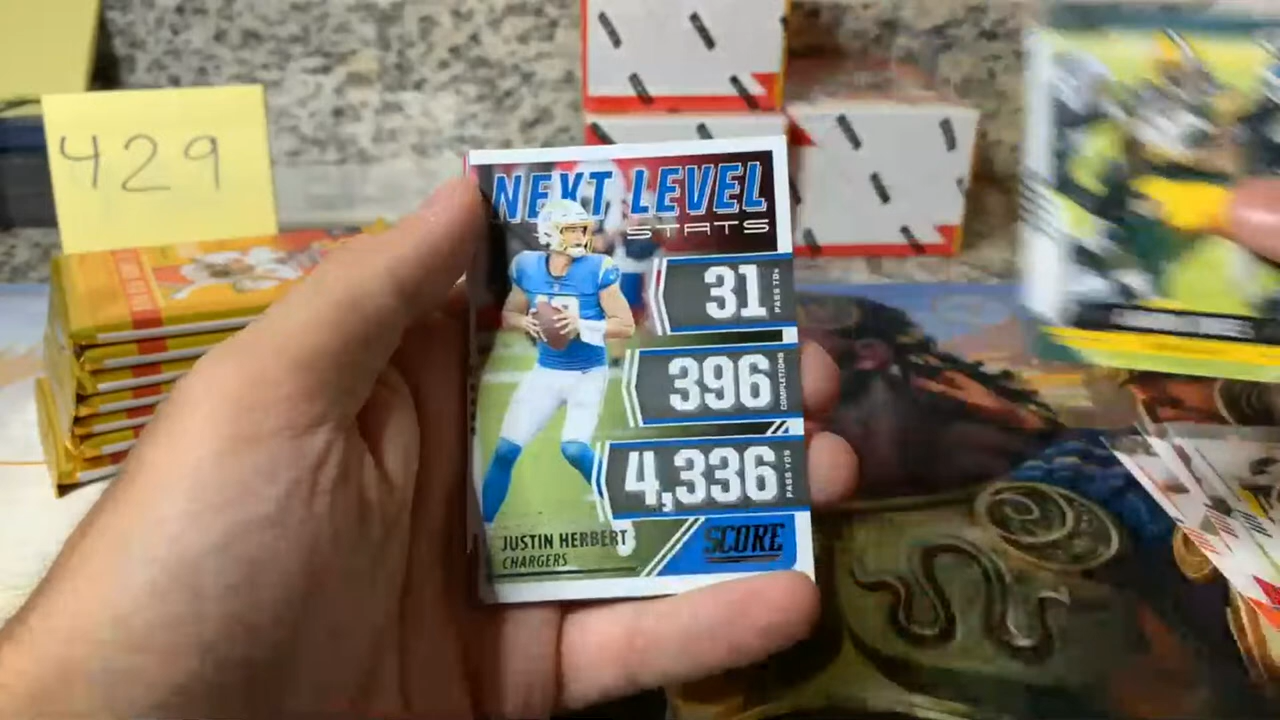 429
NEXT LEVEL
STATS
31
PASS TDs
396
COMPLETIONS
4,336
PASS YDS
JUSTIN HERBERT
CHARGERS
SCORE